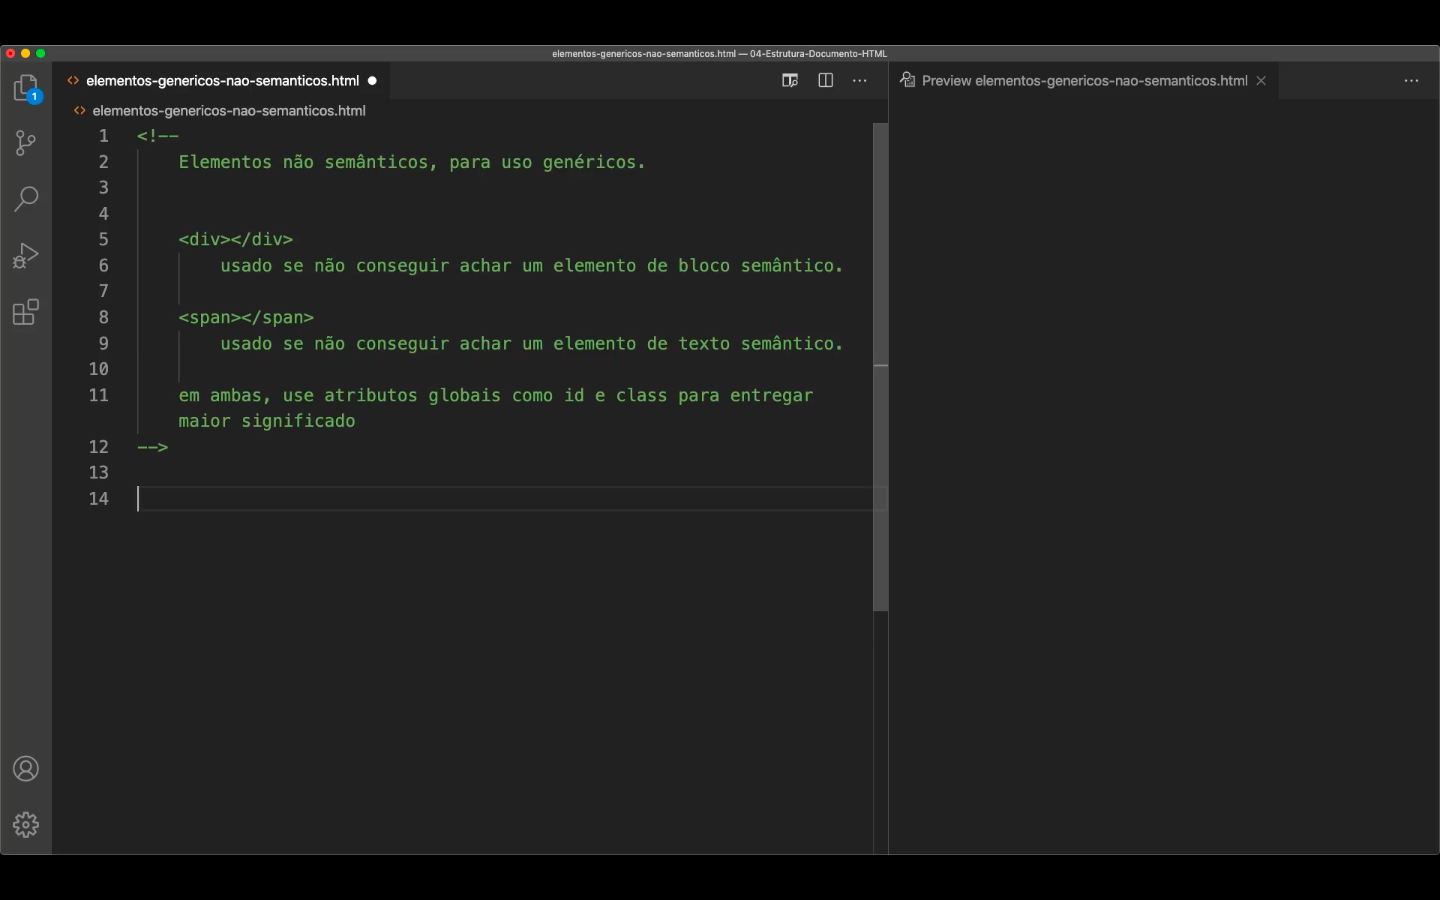 elementos-genericos-nao-semanticos.html — 04-Estrutura-Documento-HTML
elementos-genericos-nao-semanticos.html
Preview elementos-genericos-nao-semanticos.html
elementos-genericos-nao-semanticos.html
1
1 <!--
2 Elementos não semânticos, para uso genéricos.
3
4
5 <div></div>
6 usado se não conseguir achar um elemento de bloco semântico.
7
8 <span></span>
9 usado se não conseguir achar um elemento de texto semântico.
10
11 em ambas, use atributos globais como id e class para entregar
maior significado
12 -->
13
14